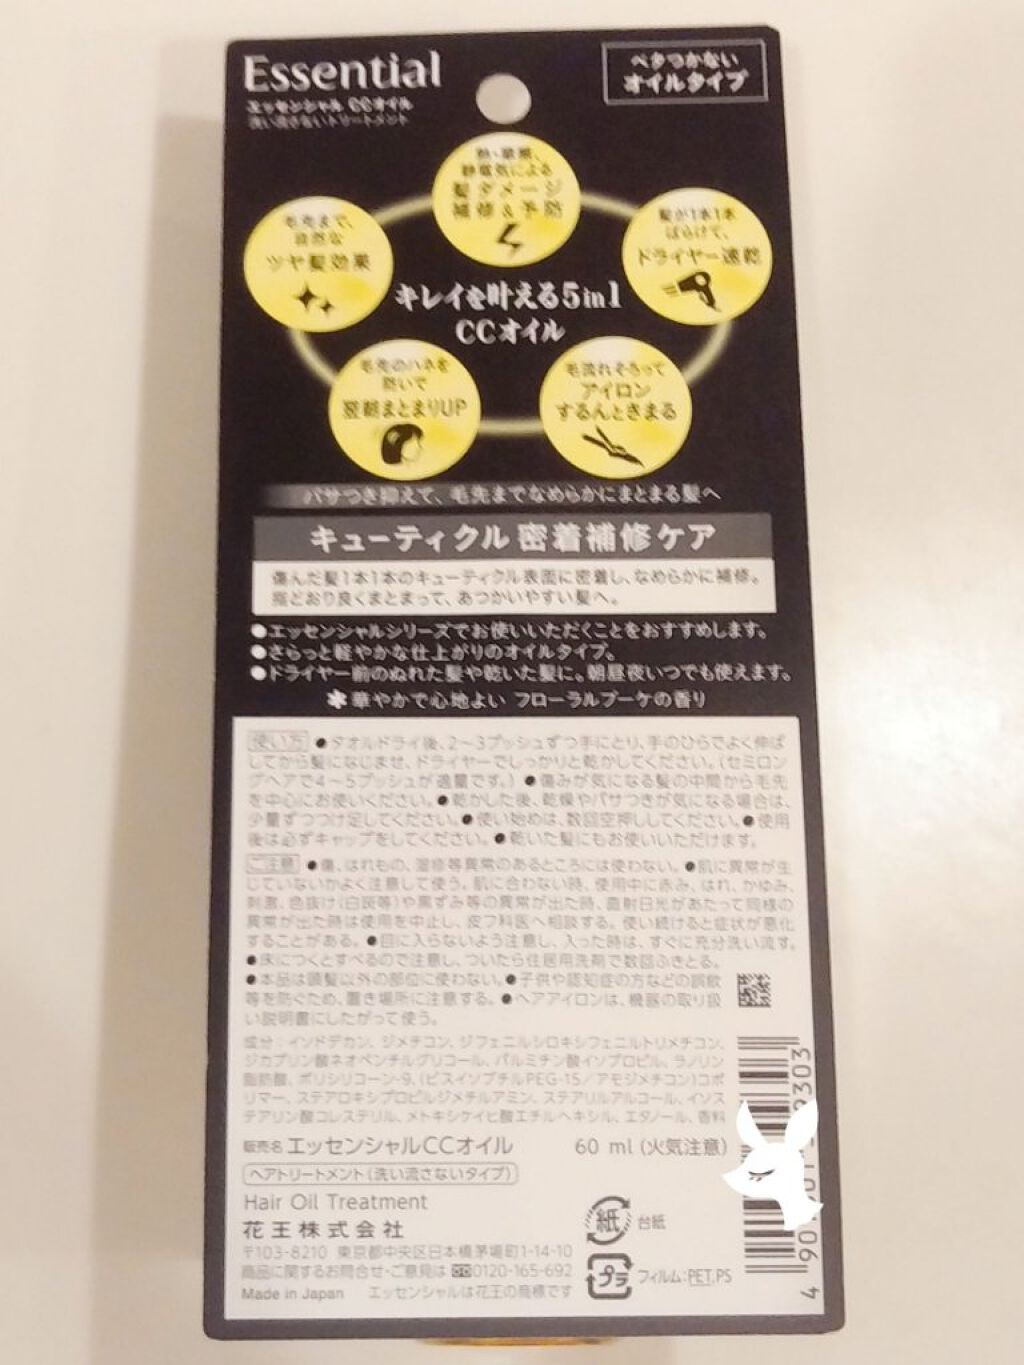 Essential
エッセンシャル CCオイル
洗い流さないトリートメント
ベタつかない
オイルタイプ
熱・摩擦、
静電気による
髪ダメージ
補修&予防
毛先まで、
自然な
ツヤ髪効果
髪が1本1本
ばらけて、
ドライヤー速乾
キレイを叶える5in1
CCオイル
毛先のハネを
防いで
翌朝まとまりUP
毛流れそろって
アイロン
するんときまる
パサつき抑えて、毛先までなめらかにまとまる髪へ
キューティクル 密着補修ケア
傷んだ髪1本1本のキューティクル表面に密着し、なめらかに補修。
指どおり良くまとまって、あつかいやすい髪へ。
●エッセンシャルシリーズでお使いいただくことをおすすめします。
●さらっと軽やかな仕上がりのオイルタイプ。
●ドライヤー前のぬれた髪や乾いた髪に。朝昼夜いつでも使えます。
✱華やかで心地よい フローラルブーケの香り
使い方 ●タオルドライ後、2〜3プッシュずつ手にとり、手のひらでよく伸ば
してから髪になじませ、ドライヤーでしっかりと乾かしてください。(セミロン
グヘアで4〜5プッシュが適量です。) ●傷みが気になる髪の中間から毛先
を中心にお使いください。●乾かした後、乾燥やパサつきが気になる場合は、
少量ずつつけ足してください。●使い始めは、数回空押ししてください。●使用
後は必ずキャップをしてください。●乾いた髪にもお使いいただけます。
ご注意 ●傷、はれもの、湿疹等異常のあるところには使わない。●肌に異常が生
じていないかよく注意して使う。肌に合わない時、使用中に赤み、はれ、かゆみ、
刺激、色抜け(白斑等)や黒ずみ等の異常が出た時、直射日光があたって同様の
異常が出た時は使用を中止し、皮フ科医へ相談する。使い続けると症状が悪化
することがある。●目に入らないよう注意し、入った時は、すぐに充分洗い流す。
●床につくとすべるので注意し、ついたら住居用洗剤で数回ふきとる。
●本品は頭髪以外の部位に使わない。●子供や認知症の方などの誤飲
等を防ぐため、置き場所に注意する。●ヘアアイロンは、機器の取り扱
い説明書にしたがって使う。
成分：イソドデカン、ジメチコン、ジフェニルシロキシフェニルトリメチコン、
ジカプリン酸ネオペンチルグリコール、パルミチン酸イソプロピル、ラノリン
脂肪酸、ポリシリコーン-9、(ビスイソブチルPEG-15/アモジメチコン)コポ
リマー、ステアロキシプロピルジメチルアミン、ステアリルアルコール、イソス
テアリン酸コレステリル、メトキシケイヒ酸エチルヘキシル、エタノール、香料
販売名 エッセンシャルCCオイル 60 ml (火気注意)
ヘアトリートメント(洗い流さないタイプ)
Hair Oil Treatment
花王株式会社
〒103-8210 東京都中央区日本橋茅場町1-14-10
商品に関するお問合せ・ご意見は 0120-165-692
Made in Japan エッセンシャルは花王の商標です
紙 台紙
プラ フィルム:PET,PS